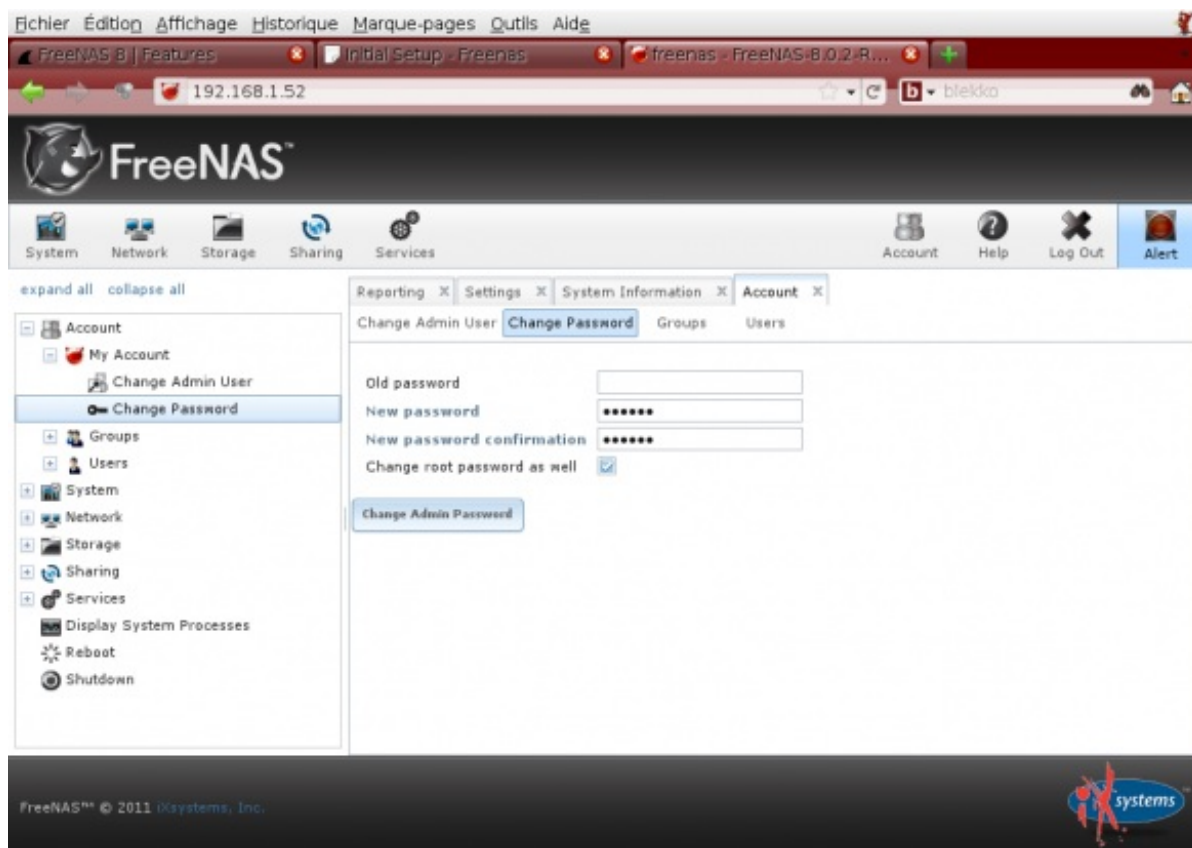 Fichier Édition Affichage Historique Marque-pages Outils Aide
FreeNAS 8 | Features Initial Setup - Freenas freenas - FreeNAS-8.0.2-R...
192.168.1.52 blekko
FreeNAS™
System Network Storage Sharing Services Account Help Log Out Alert
expand all collapse all
Reporting Settings System Information Account
Change Admin User Change Password Groups Users
Account
My Account
Change Admin User
Change Password
Groups
Users
System
Network
Storage
Sharing
Services
Display System Processes
Reboot
Shutdown
Old password
New password
New password confirmation
Change root password as well
Change Admin Password
FreeNAS™ © 2011 iXsystems, Inc.
iXsystems